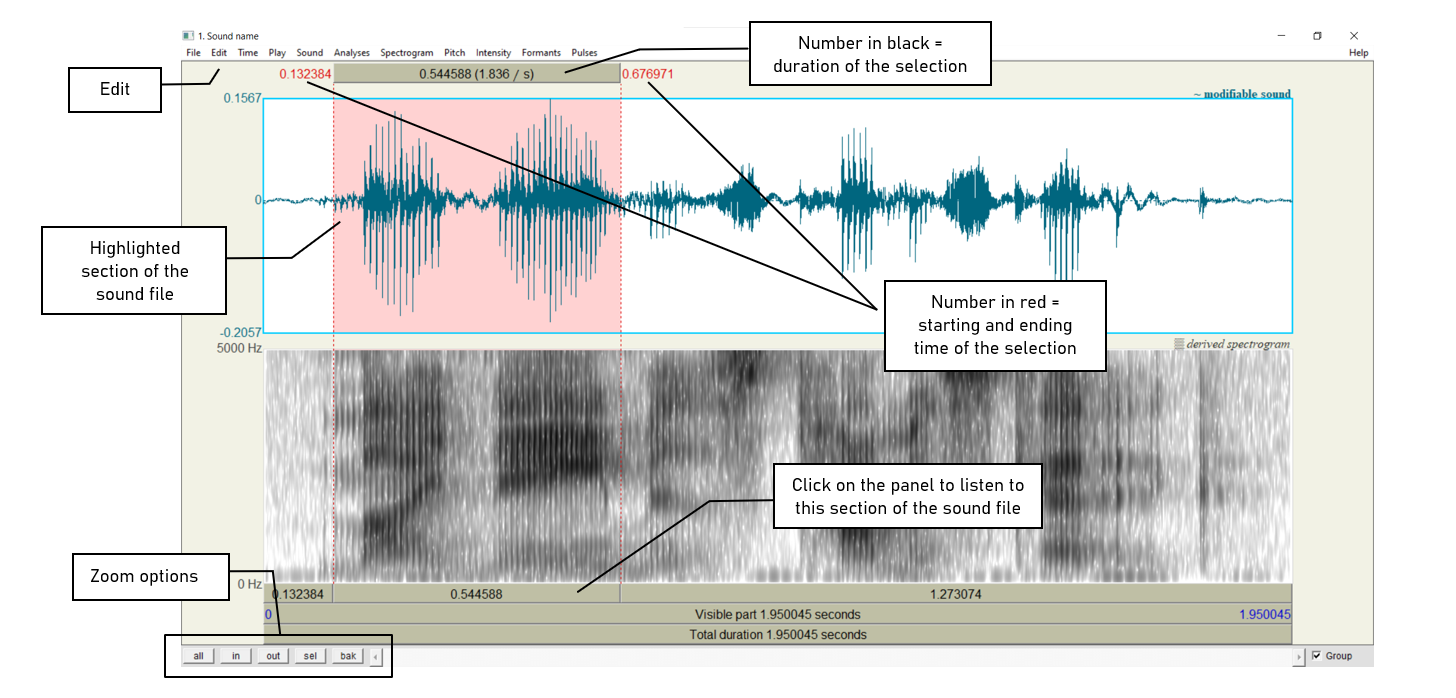 1. Sound name
File Edit Time Play Sound Analyses Spectrogram Pitch Intensity Formants Pulses
Help
Number in black =
duration of the selection
Edit
0.132384
0.544588 (1.836 / s)
0.676971
0.1567
~ modifiable sound
0
Highlighted
section of the
sound file
Number in red =
starting and ending
time of the selection
-0.2057
5000 Hz
derived spectrogram
Click on the panel to listen to
this section of the sound file
Zoom options
0 Hz
0.132384
0.544588
1.273074
0
Visible part 1.950045 seconds
1.950045
Total duration 1.950045 seconds
all in out sel bak
Group